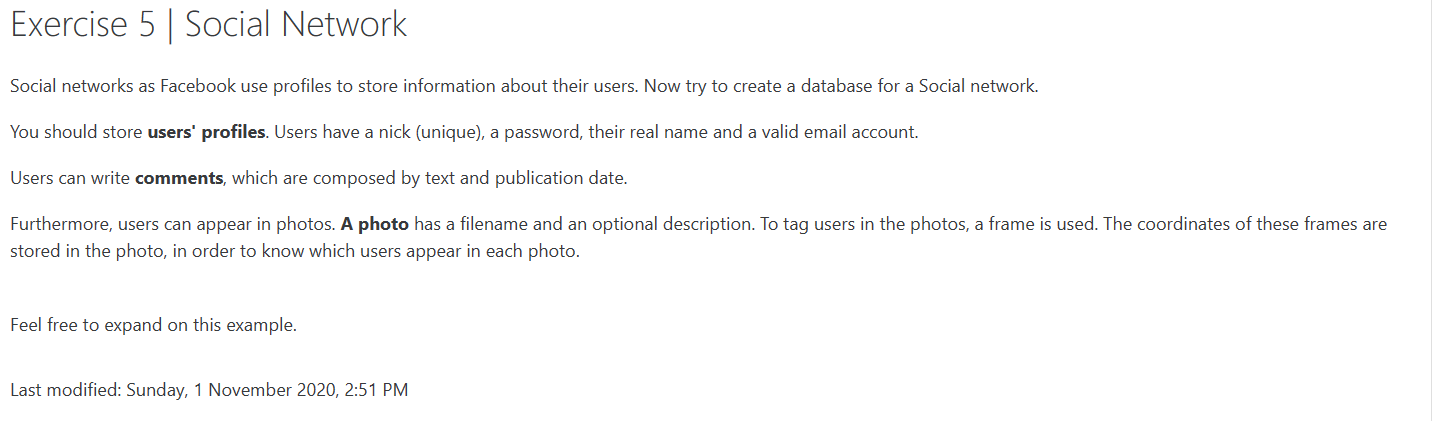 Exercise 5 | Social Network
Social networks as Facebook use profiles to store information about their users. Now try to create a database for a Social network.
You should store users' profiles. Users have a nick (unique), a password, their real name and a valid email account.
Users can write comments, which are composed by text and publication date.
Furthermore, users can appear in photos. A photo has a filename and an optional description. To tag users in the photos, a frame is used. The coordinates of these frames are
stored in the photo, in order to know which users appear in each photo.
Feel free to expand on this example.
Last modified: Sunday, 1 November 2020, 2:51 PM